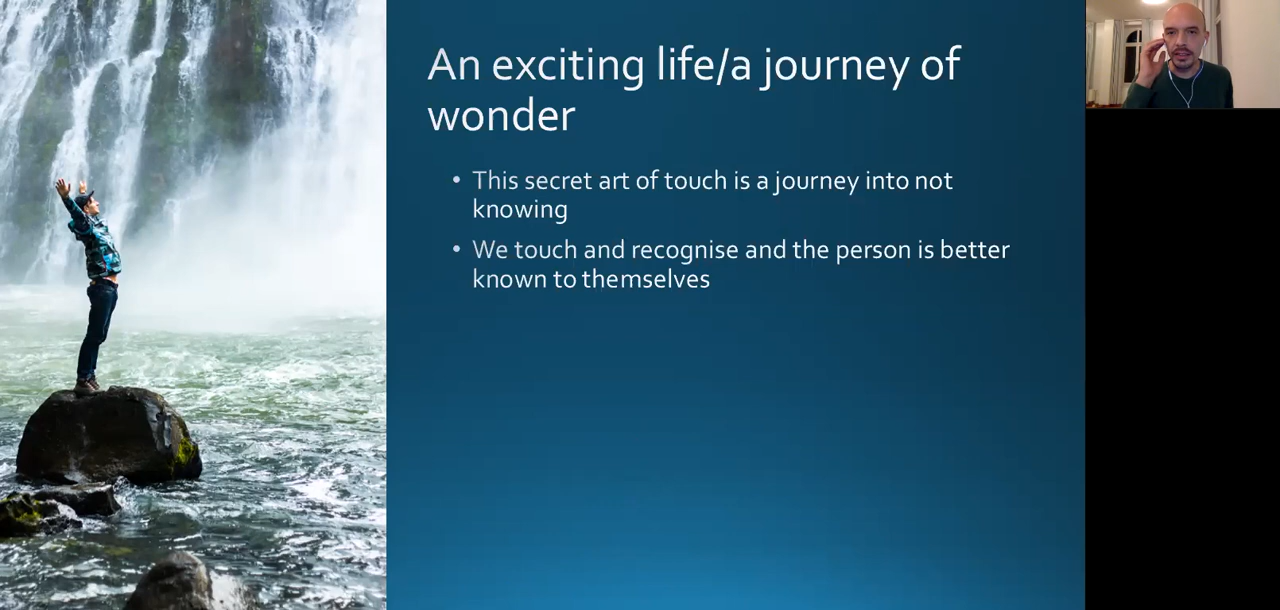 An exciting life/a journey of
wonder
• This secret art of touch is a journey into not
knowing
• We touch and recognise and the person is better
known to themselves